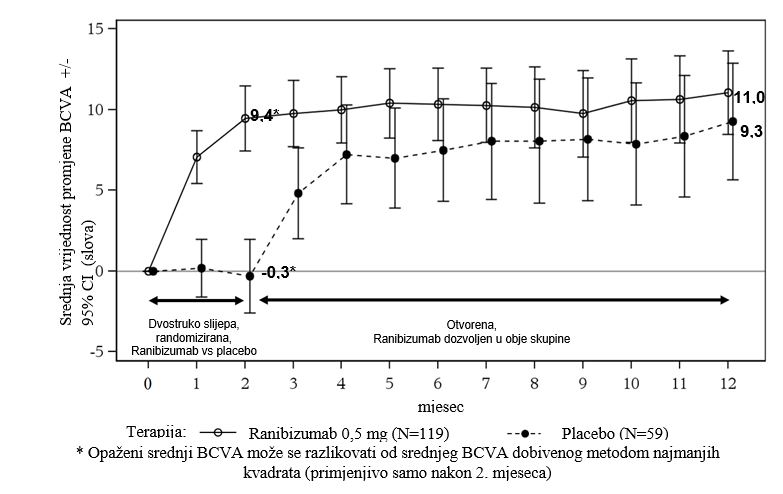 Srednja vrijednost promjene BCVA +/-
95% CI (slova)
15
10
5
0
-5
9,4*
-0,3*
11,0
9,3
Dvostruko slijepa,
randomizirana,
Ranibizumab vs placebo
Otvorena,
Ranibizumab dozvoljen u obje skupine
0 1 2 3 4 5 6 7 8 9 10 11 12
mjesec
Terapija: Ranibizumab 0,5 mg (N=119) Placebo (N=59)
* Opaženi srednji BCVA može se razlikovati od srednjeg BCVA dobivenog metodom najmanjih
kvadrata (primjenjivo samo nakon 2. mjeseca)